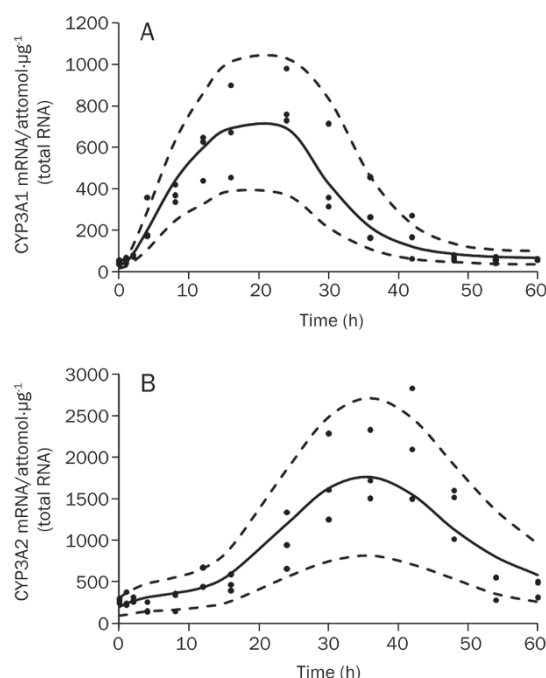 A
1200
1000
800
600
400
200
0
CYP3A1 mRNA/attomol·µg⁻¹
(total RNA)
0 10 20 30 40 50 60
Time (h)
B
3000
2500
2000
1500
1000
500
0
CYP3A2 mRNA/attomol·µg⁻¹
(total RNA)
0 10 20 30 40 50 60
Time (h)